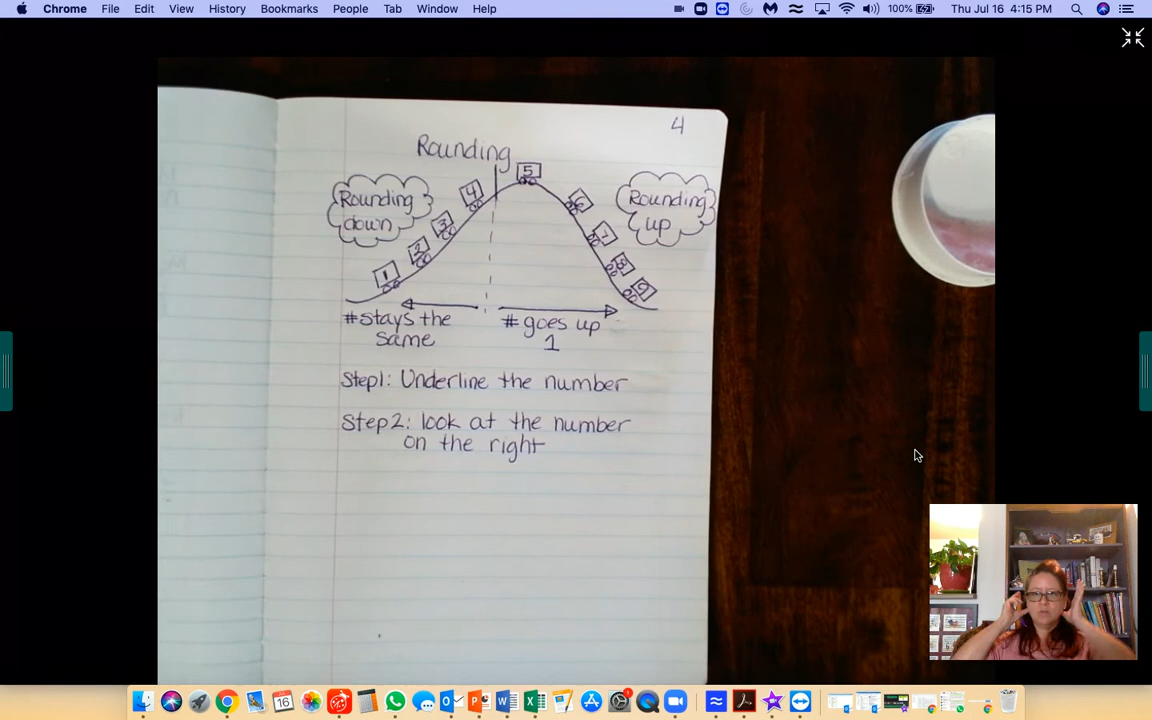 Chrome File Edit View History Bookmarks People Tab Window Help 100% Thu Jul 16 4:15 PM
4
Rounding
5
4
6
Rounding
down
Rounding
up
3
7
2
8
1
9
#stays the
same
# goes up
1
Step1: Underline the number
Step2: look at the number
on the right
16